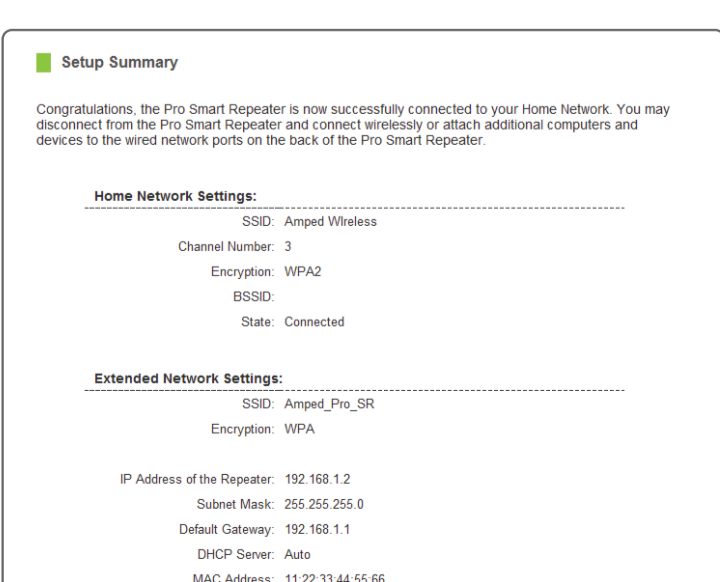 Setup Summary
Congratulations, the Pro Smart Repeater is now successfully connected to your Home Network. You may
disconnect from the Pro Smart Repeater and connect wirelessly or attach additional computers and
devices to the wired network ports on the back of the Pro Smart Repeater.
Home Network Settings:
SSID: Amped WIreless
Channel Number: 3
Encryption: WPA2
BSSID:
State: Connected
Extended Network Settings:
SSID: Amped_Pro_SR
Encryption: WPA
IP Address of the Repeater: 192.168.1.2
Subnet Mask: 255.255.255.0
Default Gateway: 192.168.1.1
DHCP Server: Auto
MAC Address: 11:22:33:44:55:66